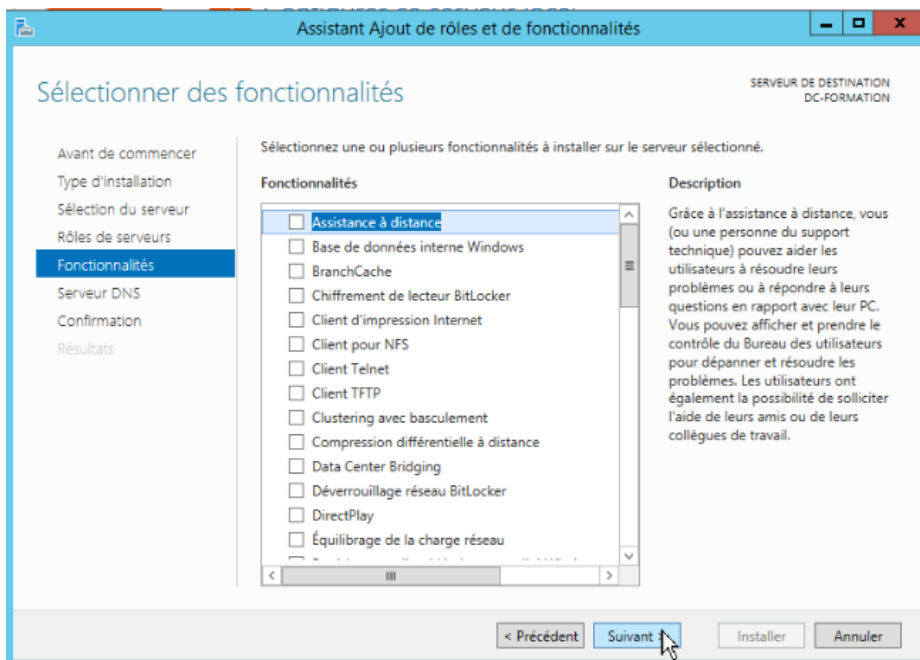 Assistant Ajout de rôles et de fonctionnalités
Sélectionner des fonctionnalités
SERVEUR DE DESTINATION
DC-FORMATION
Avant de commencer
Type d'installation
Sélection du serveur
Rôles de serveurs
Fonctionnalités
Serveur DNS
Confirmation
Résultats
Sélectionnez une ou plusieurs fonctionnalités à installer sur le serveur sélectionné.
Fonctionnalités
Assistance à distance
Base de données interne Windows
BranchCache
Chiffrement de lecteur BitLocker
Client d'impression Internet
Client pour NFS
Client Telnet
Client TFTP
Clustering avec basculement
Compression différentielle à distance
Data Center Bridging
Déverrouillage réseau BitLocker
DirectPlay
Équilibrage de la charge réseau
Description
Grâce à l'assistance à distance, vous
(ou une personne du support
technique) pouvez aider les
utilisateurs à résoudre leurs
problèmes ou à répondre à leurs
questions en rapport avec leur PC.
Vous pouvez afficher et prendre le
contrôle du Bureau des utilisateurs
pour dépanner et résoudre les
problèmes. Les utilisateurs ont
également la possibilité de solliciter
l'aide de leurs amis ou de leurs
collègues de travail.
< Précédent
Suivant >
Installer
Annuler